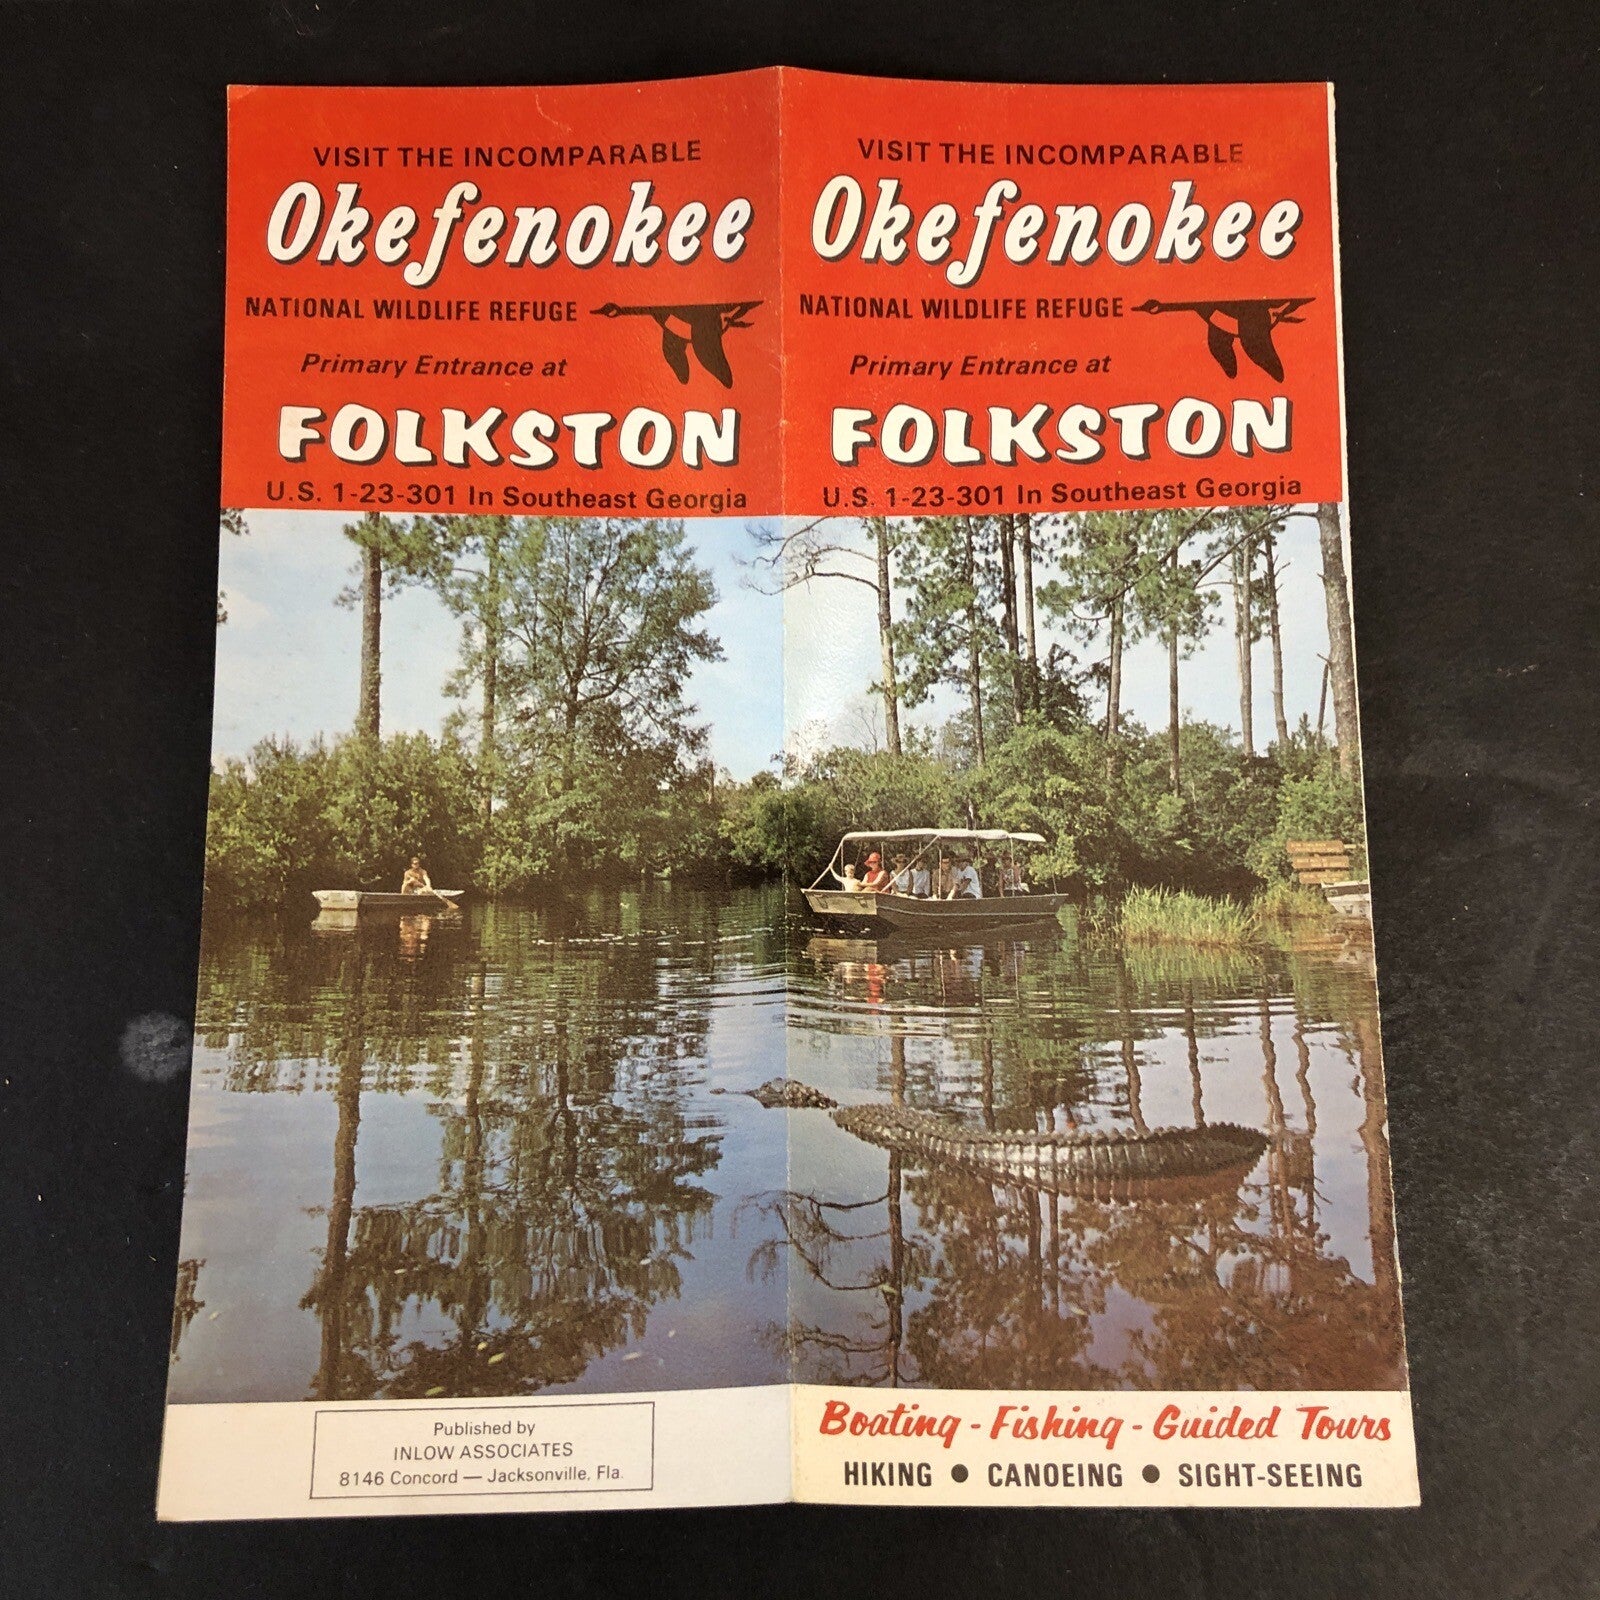 VISIT THE INCOMPARABLE
Okefenokee
NATIONAL WILDLIFE REFUGE
Primary Entrance at
FOLKSTON
U.S. 1-23-301 In Southeast Georgia
Published by
INLOW ASSOCIATES
8146 Concord — Jacksonville, Fla.
VISIT THE INCOMPARABLE
Okefenokee
NATIONAL WILDLIFE REFUGE
Primary Entrance at
FOLKSTON
U.S. 1-23-301 In Southeast Georgia
Boating - Fishing - Guided Tours
HIKING ● CANOEING ● SIGHT-SEEING